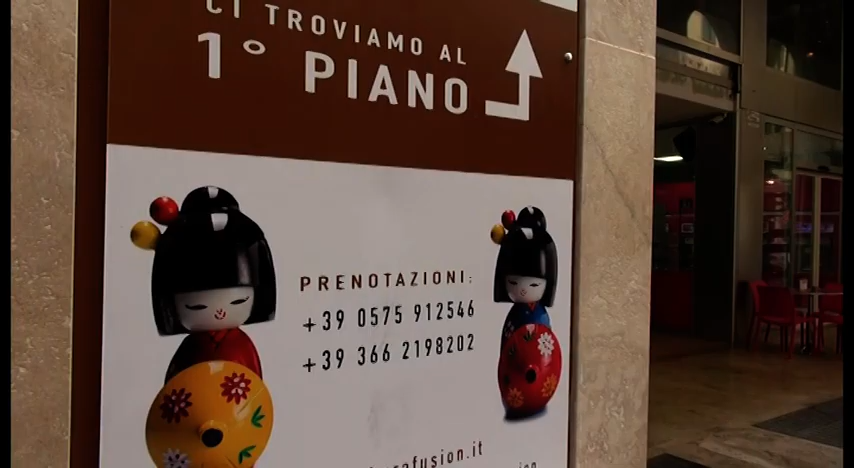 CI TROVIAMO AL
1° PIANO
PRENOTAZIONI:
+39 0575 912546
+39 366 2198202